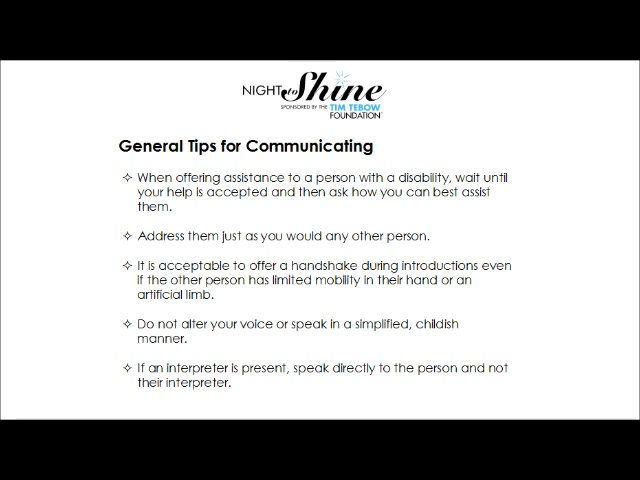 NIGHT to Shine
SPONSORED BY THE TIM TEBOW
FOUNDATION
General Tips for Communicating
✧ When offering assistance to a person with a disability, wait until
your help is accepted and then ask how you can best assist
them.
✧ Address them just as you would any other person.
✧ It is acceptable to offer a handshake during introductions even
if the other person has limited mobility in their hand or an
artificial limb.
✧ Do not alter your voice or speak in a simplified, childish
manner.
✧ If an interpreter is present, speak directly to the person and not
their interpreter.